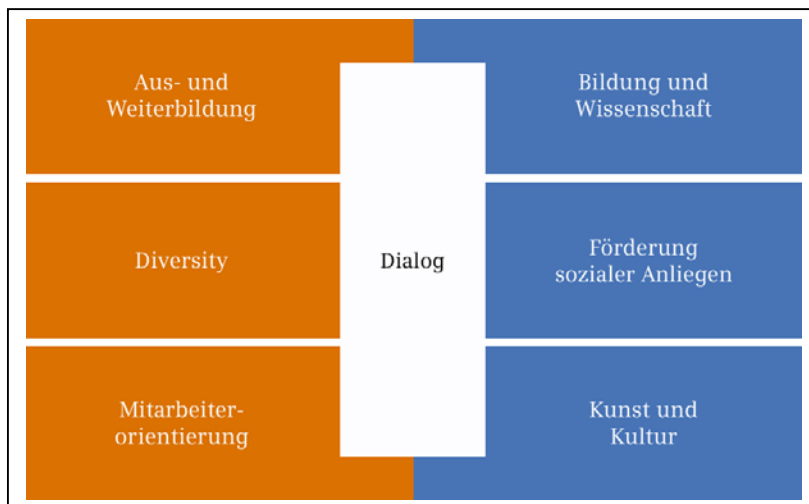 Aus- und
Weiterbildung
Bildung und
Wissenschaft
Diversity
Dialog
Förderung
sozialer Anliegen
Mitarbeiter-
orientierung
Kunst und
Kultur